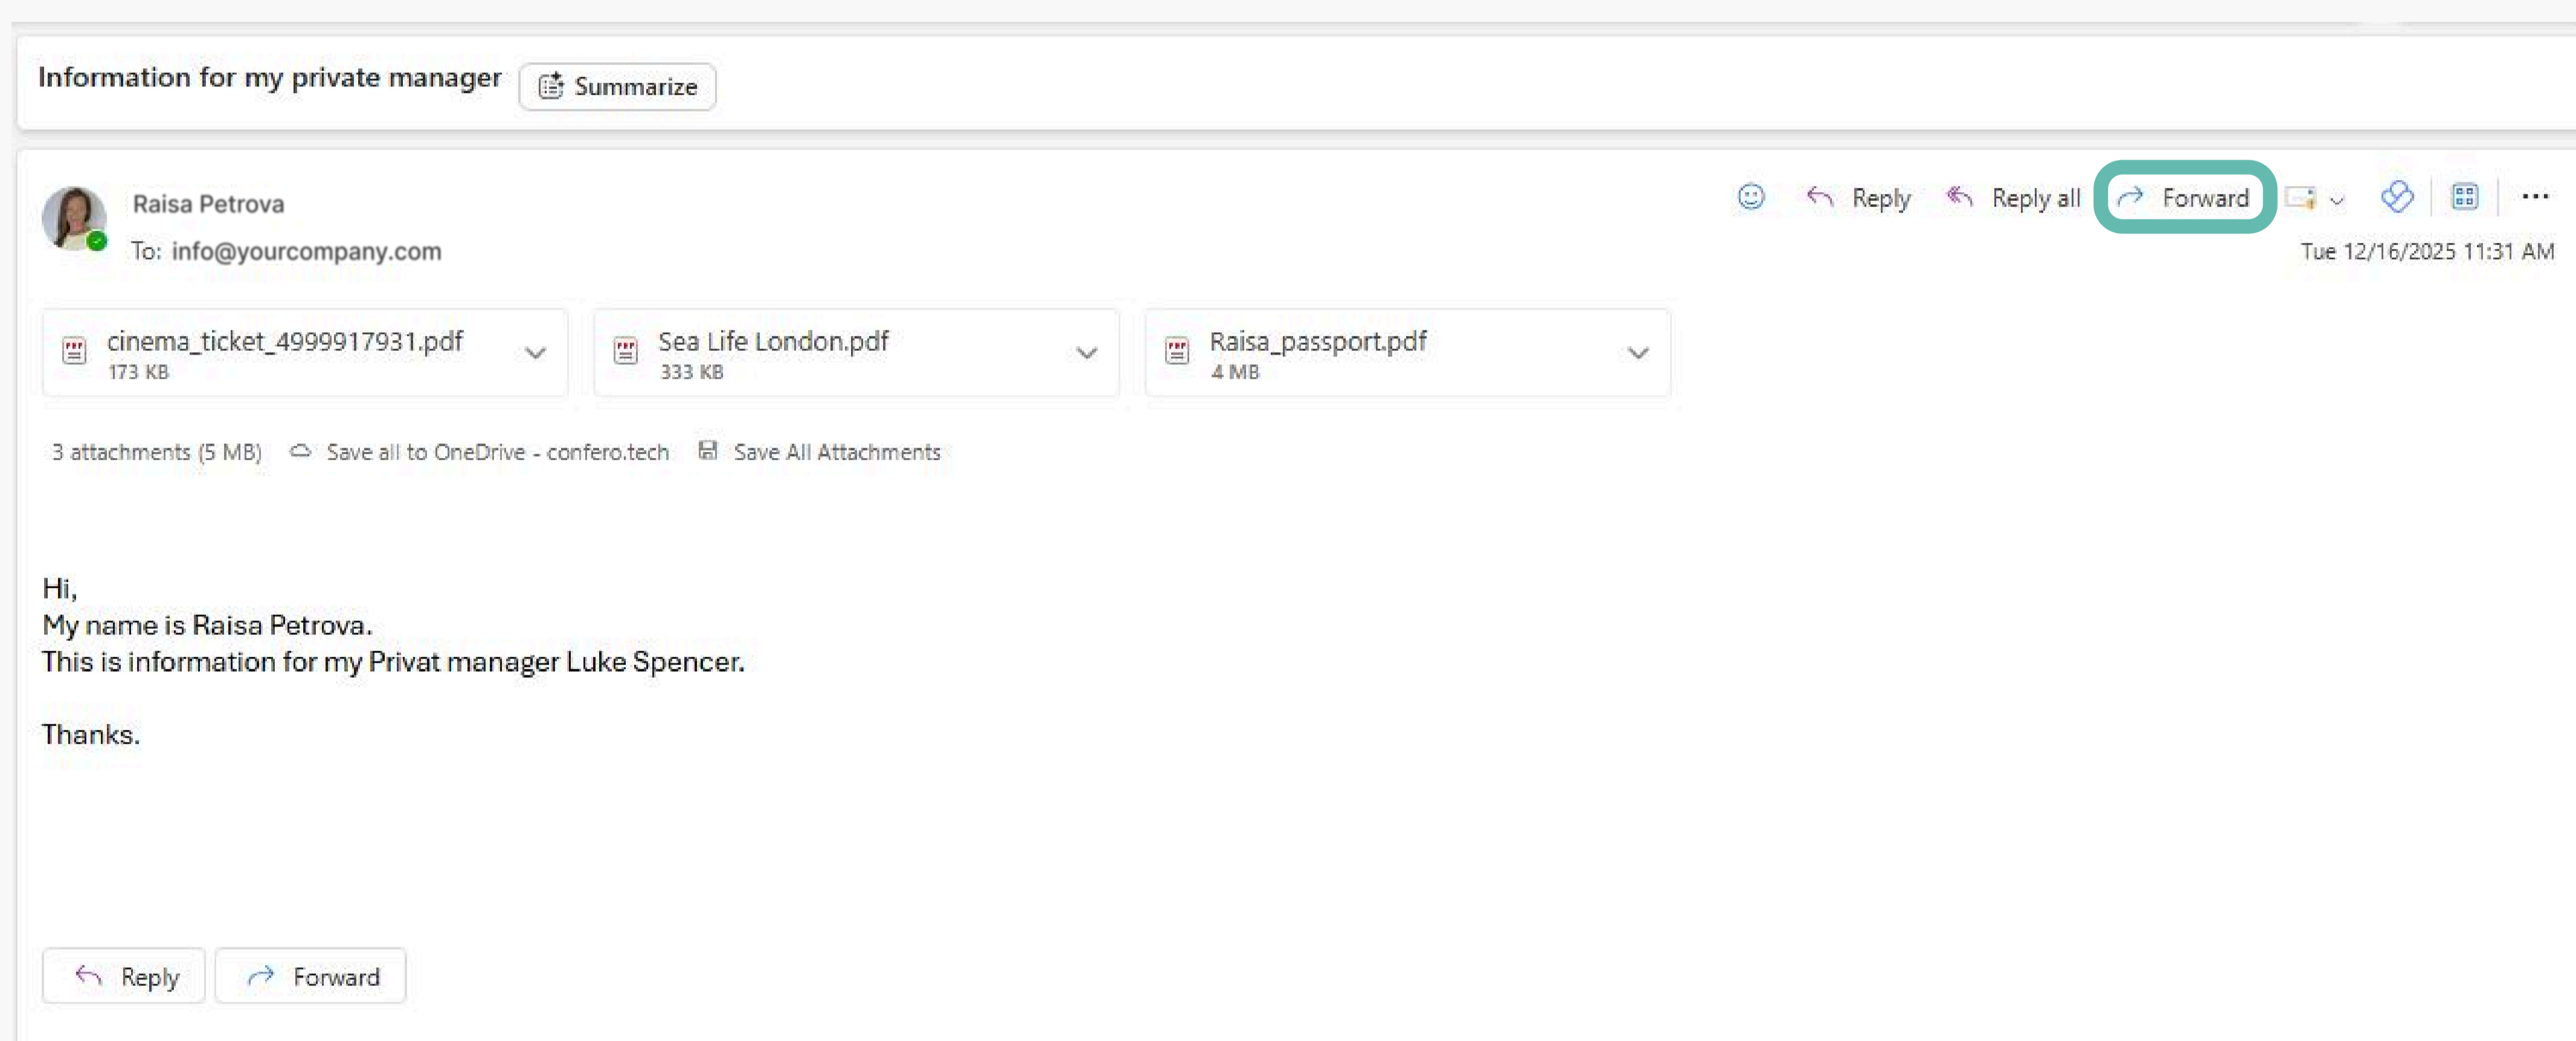 Information for my private manager Summarize
Raisa Petrova
Reply Reply all Forward
To: info@yourcompany.com
Tue 12/16/2025 11:31 AM
cinema_ticket_4999917931.pdf
173 KB
Sea Life London.pdf
333 KB
Raisa_passport.pdf
4 MB
3 attachments (5 MB) Save all to OneDrive - confero.tech Save All Attachments
Hi,
My name is Raisa Petrova.
This is information for my Privat manager Luke Spencer.
Thanks.
Reply Forward